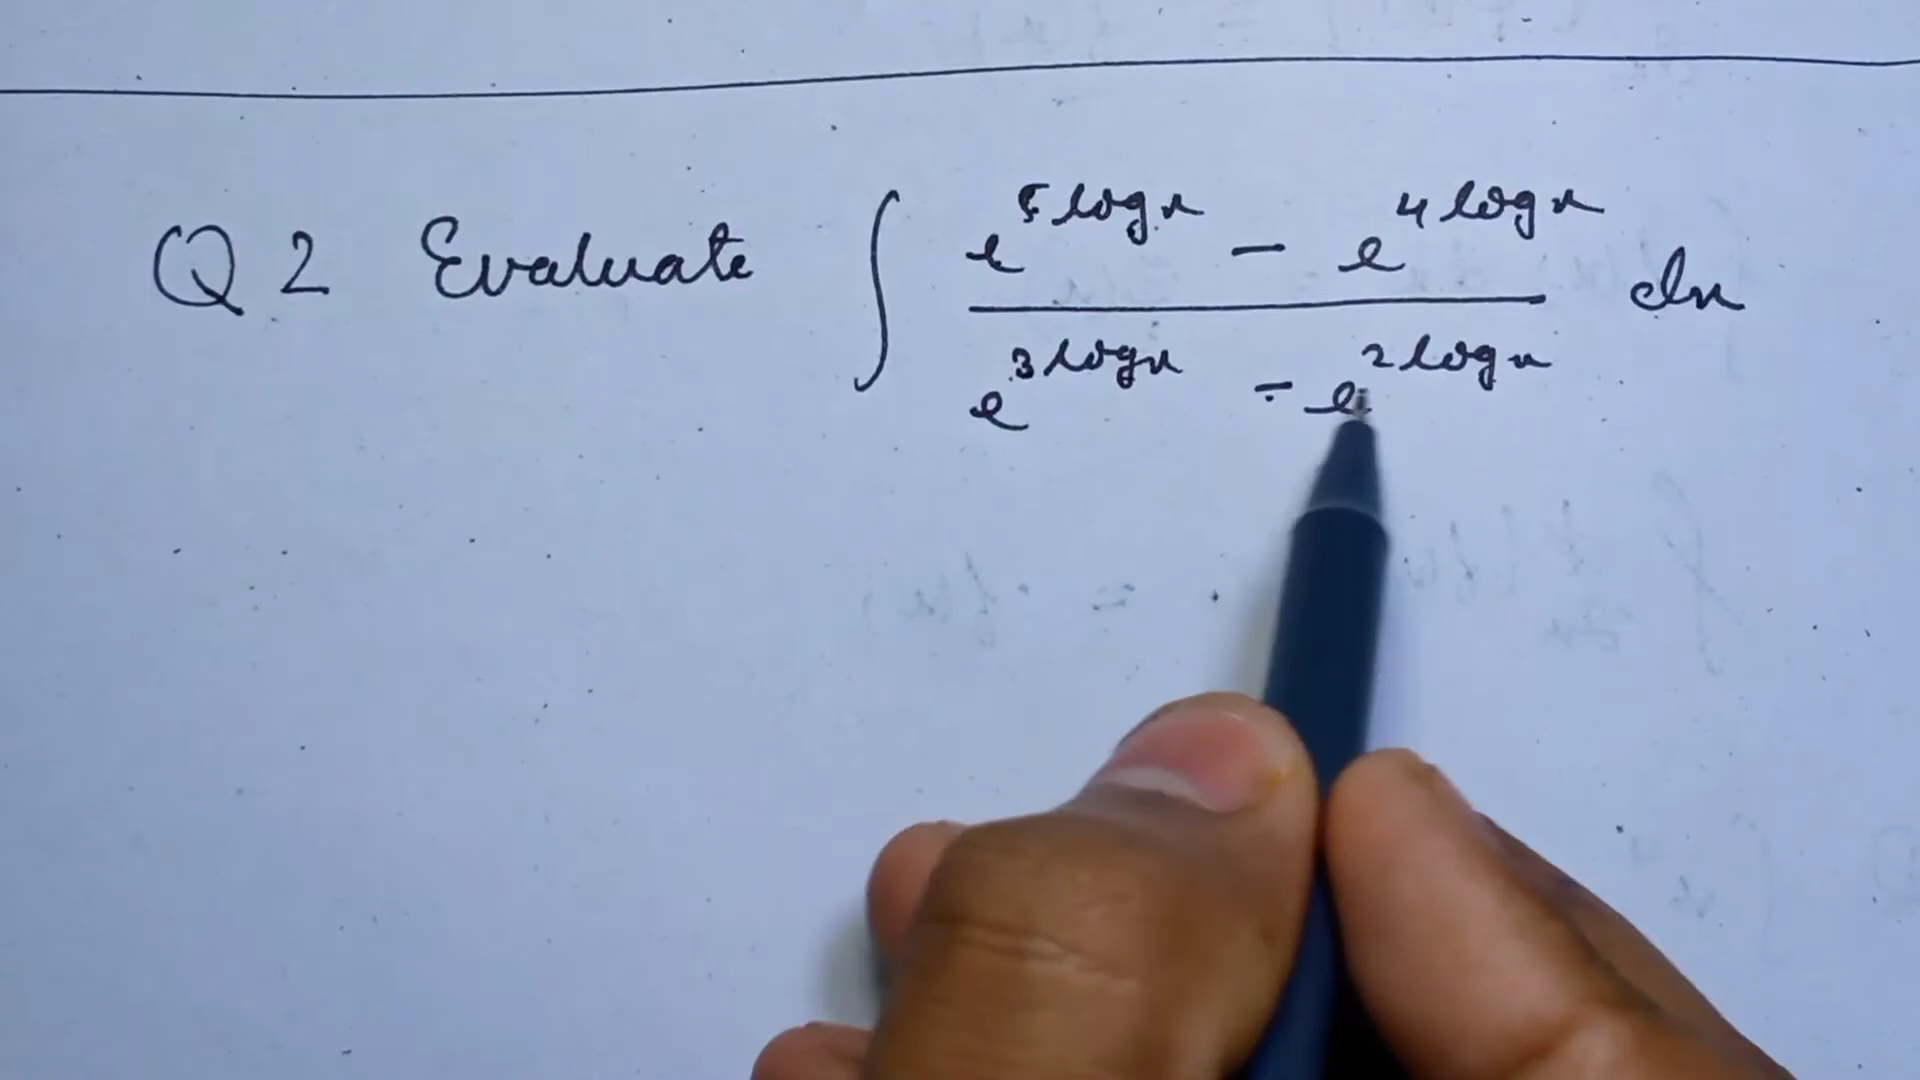 Q 2 Evaluate ∫ (e^{5 log x} - e^{4 log x}) / (e^{3 log x} - e^{2 log x}) dx